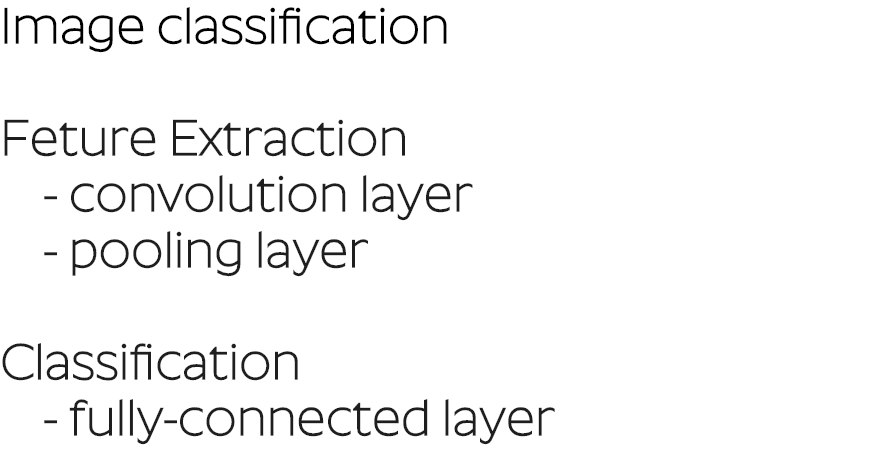 Image classification
Feture Extraction
- convolution layer
- pooling layer
Classification
- fully-connected layer